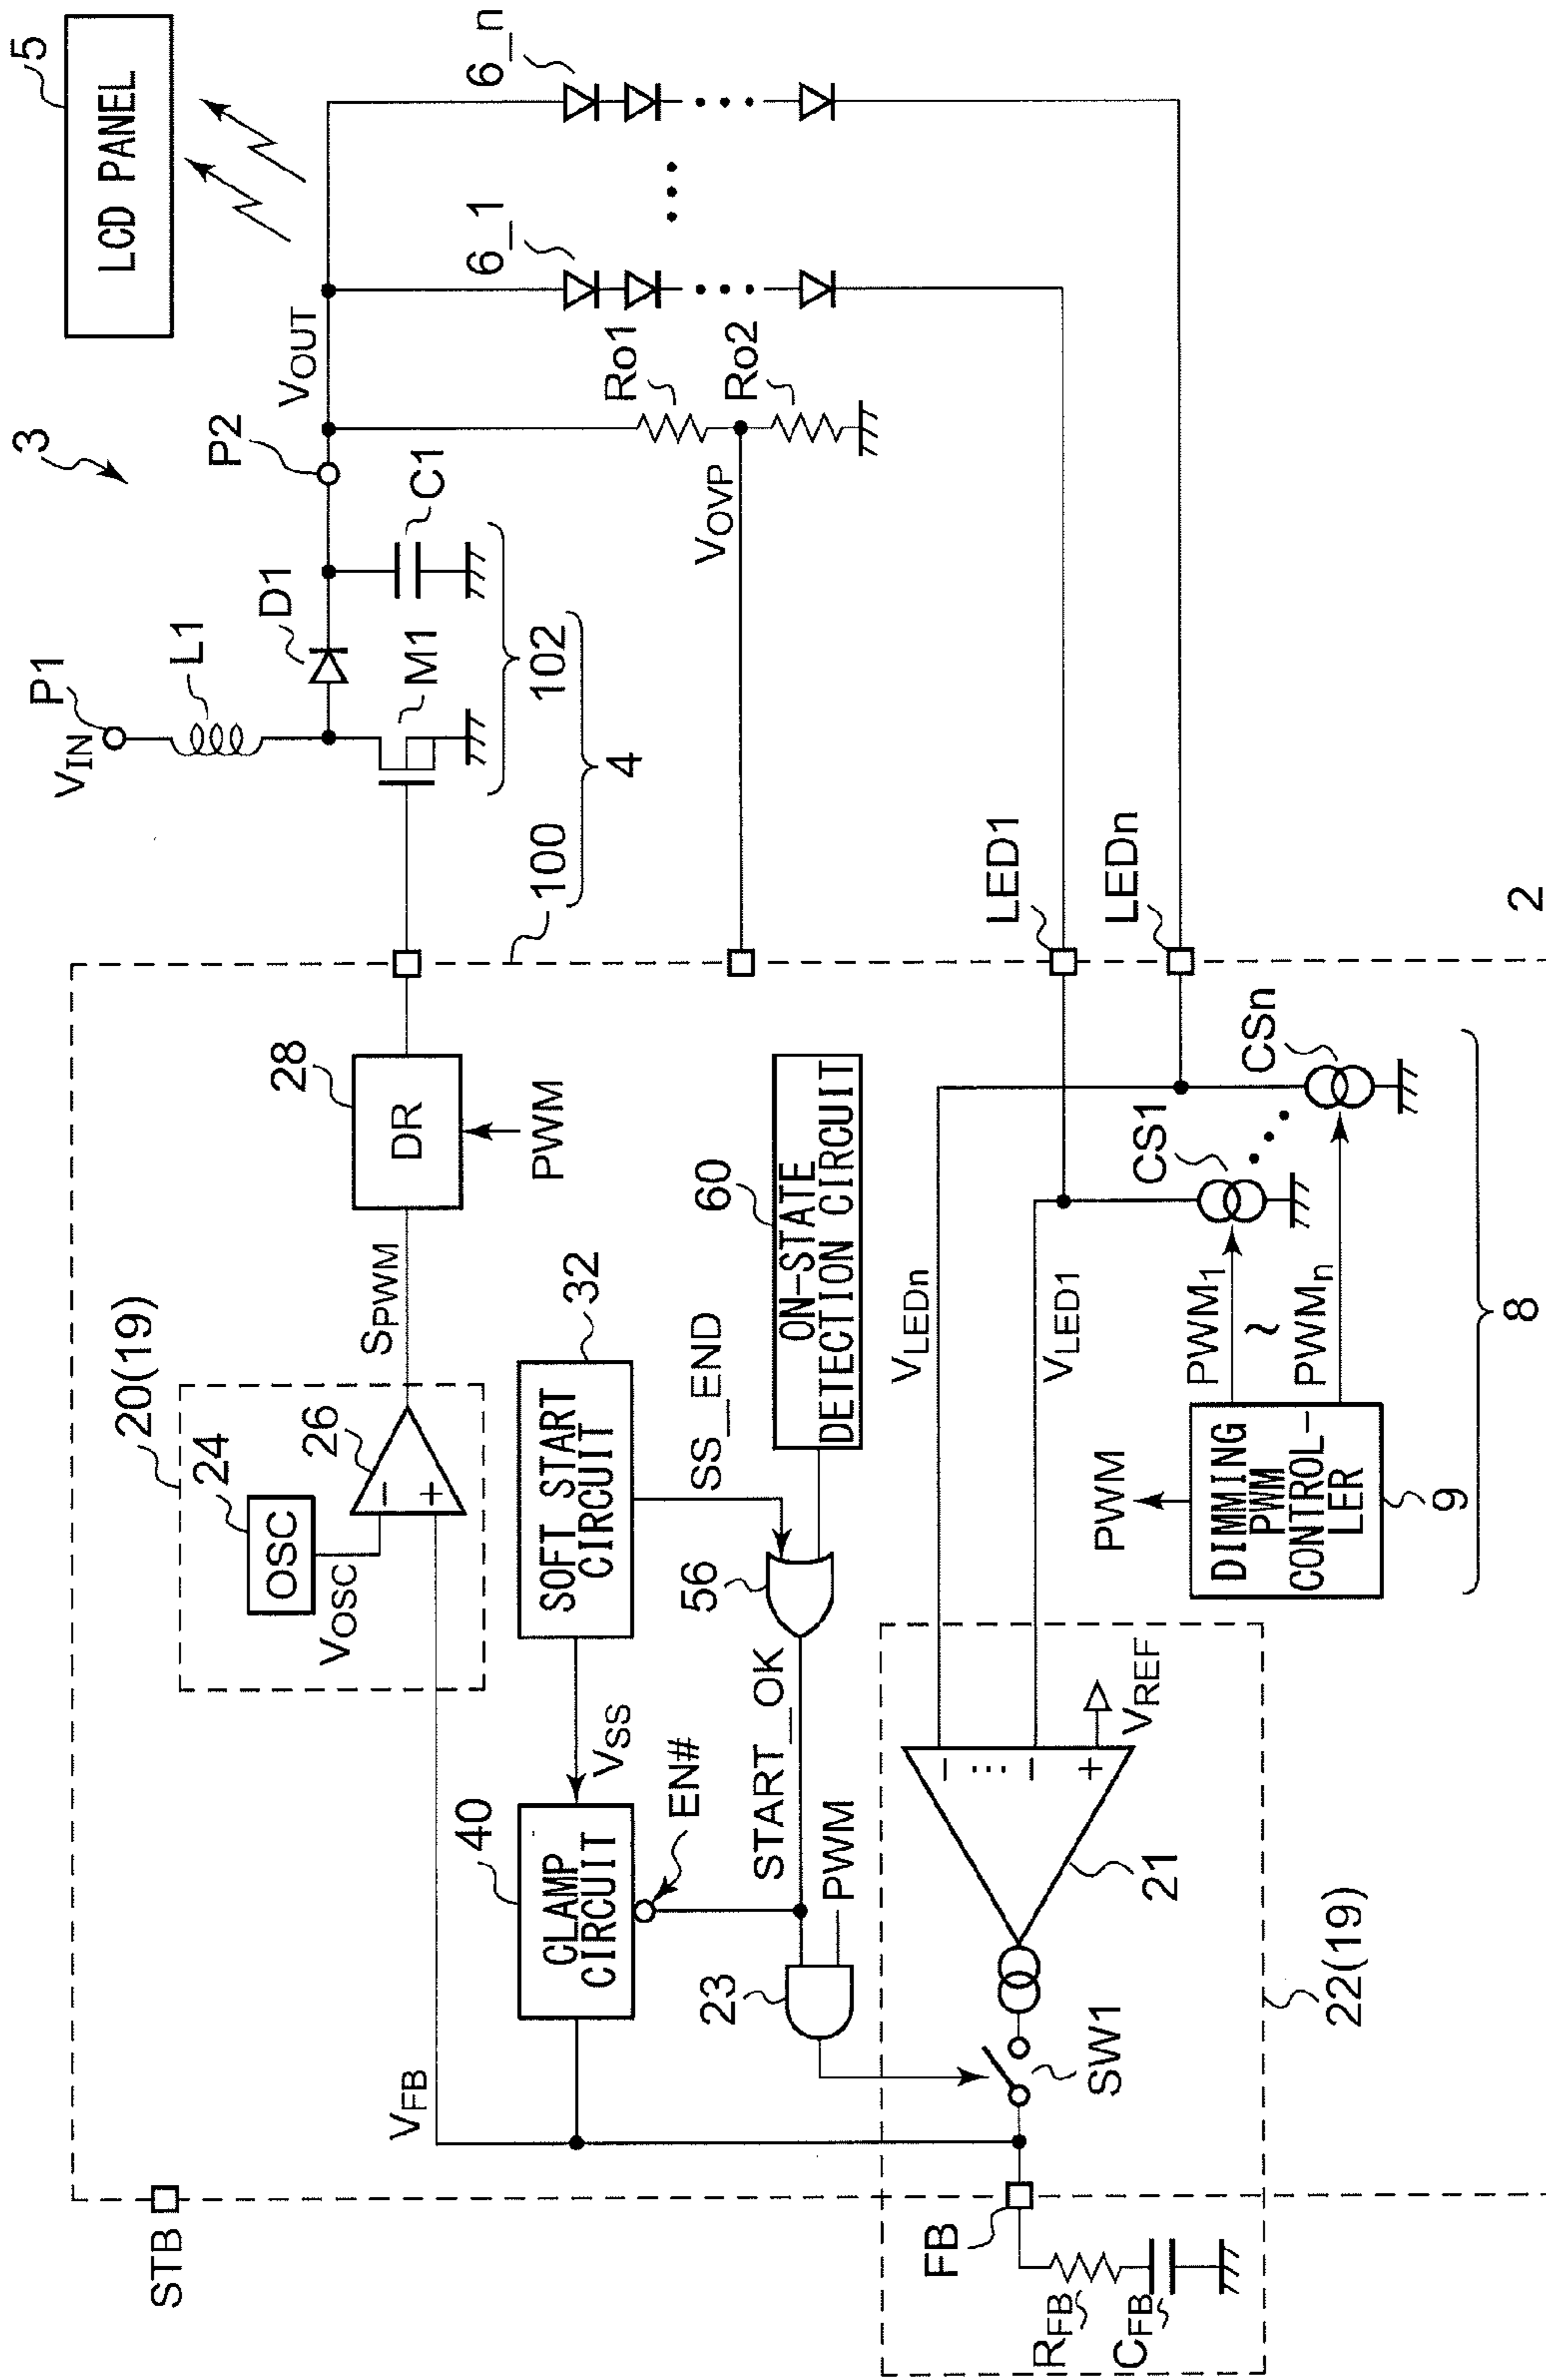 5
LCD PANEL
3
P1
VIN
L1
D1
P2
VOUT
M1
C1
102
100
4
6_1
6_n
Ro1
Ro2
VOVP
LED1
LEDn
2
STB
20(19)
24
OSC
VOSC
26
−
+
SPWM
28
DR
PWM
VFB
40
CLAMP
CIRCUIT
VSS
EN#
32
SOFT START
CIRCUIT
SS_END
60
ON-STATE
DETECTION CIRCUIT
56
START_OK
PWM
23
VLEDn
VLED1
−
−
+
VREF
21
SW1
22(19)
FB
RFB
CFB
PWM
DIMMING
PWM
CONTROL-
LER
9
PWM1
~
PWMn
CS1
CSn
8